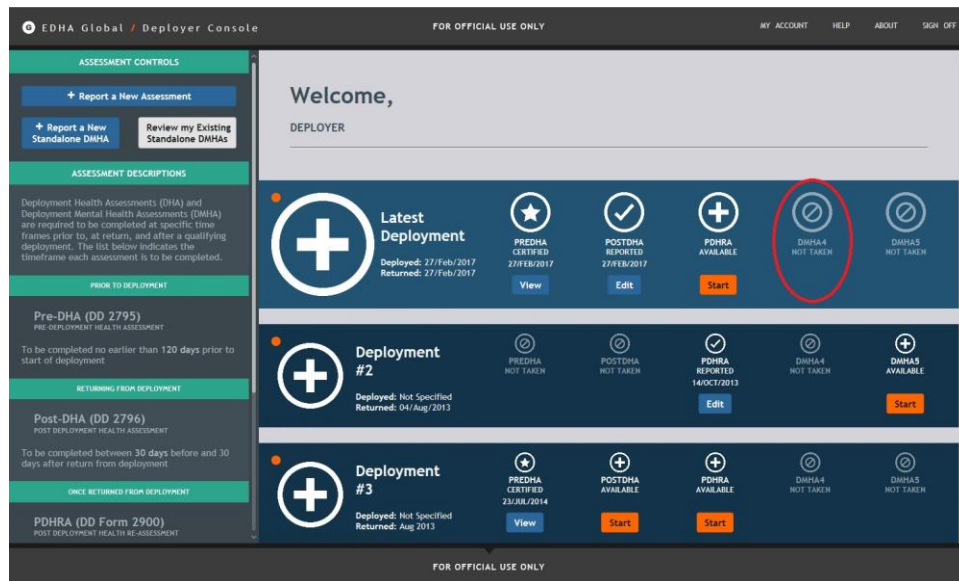 G EDHA Global / Deployer Console
FOR OFFICIAL USE ONLY
MY ACCOUNT
HELP
ABOUT
SIGN OFF
ASSESSMENT CONTROLS
+ Report a New Assessment
+ Report a New
Standalone DMHA
Review my Existing
Standalone DMHAs
ASSESSMENT DESCRIPTIONS
Deployment Health Assessments (DHA) and
Deployment Mental Health Assessments (DMHA)
are required to be completed at specific time
frames prior to, at return, and after a qualifying
deployment. The list below indicates the
timeframe each assessment is to be completed.
PRIOR TO DEPLOYMENT
Pre-DHA (DD 2795)
PRE-DEPLOYMENT HEALTH ASSESSMENT
To be completed no earlier than 120 days prior to
start of deployment
RETURNING FROM DEPLOYMENT
Post-DHA (DD 2796)
POST DEPLOYMENT HEALTH ASSESSMENT
To be completed between 30 days before and 30
days after return from deployment
ONCE RETURNED FROM DEPLOYMENT
PDHRA (DD Form 2900)
POST DEPLOYMENT HEALTH RE-ASSESSMENT
Welcome,
DEPLOYER
Latest
Deployment
Deployed: 27/Feb/2017
Returned: 27/Feb/2017
PREDHA
CERTIFIED
27/FEB/2017
View
POSTDHA
REPORTED
27/FEB/2017
Edit
PDHRA
AVAILABLE
Start
DMHA4
NOT TAKEN
DMHA5
NOT TAKEN
Deployment
#2
Deployed: Not Specified
Returned: 04/Aug/2013
PREDHA
NOT TAKEN
POSTDHA
NOT TAKEN
PDHRA
REPORTED
14/OCT/2013
Edit
DMHA4
NOT TAKEN
DMHA5
AVAILABLE
Start
Deployment
#3
Deployed: Not Specified
Returned: Aug 2013
PREDHA
CERTIFIED
23/JUL/2014
View
POSTDHA
AVAILABLE
Start
PDHRA
AVAILABLE
Start
DMHA4
NOT TAKEN
DMHA5
NOT TAKEN
FOR OFFICIAL USE ONLY